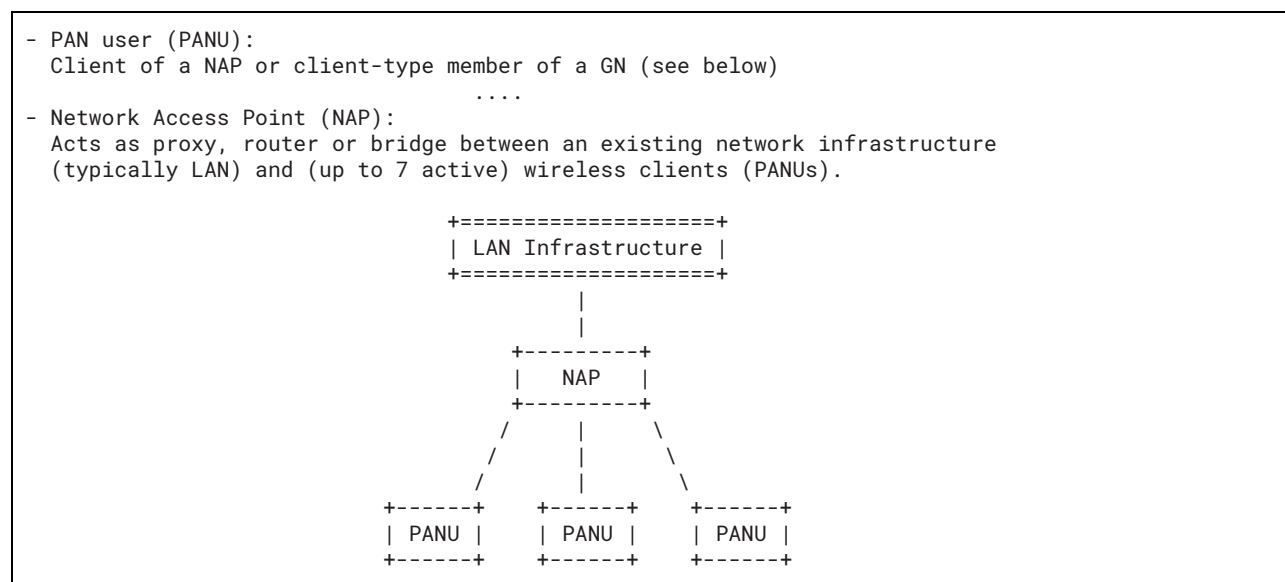 - PAN user (PANU):
  Client of a NAP or client-type member of a GN (see below)
                                   ....
- Network Access Point (NAP):
  Acts as proxy, router or bridge between an existing network infrastructure
  (typically LAN) and (up to 7 active) wireless clients (PANUs).

                                 +====================+
                                 | LAN Infrastructure |
                                 +====================+
                                           |
                                           |
                                      +---------+
                                      |   NAP   |
                                      +---------+
                                     /     |     \
                                    /      |      \
                                   /       |       \
                            +------+    +------+    +------+
                            | PANU |    | PANU |    | PANU |
                            +------+    +------+    +------+